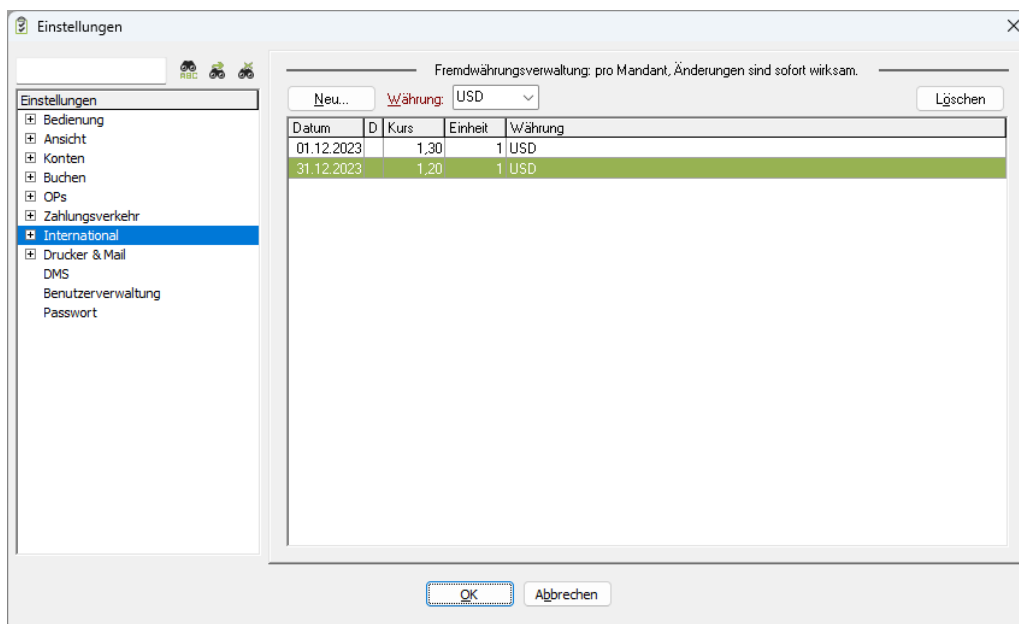 Einstellungen
ABC
Fremdwährungsverwaltung: pro Mandant, Änderungen sind sofort wirksam.
Neu... Währung: USD Löschen
Einstellungen
Bedienung
Ansicht
Konten
Buchen
OPs
Zahlungsverkehr
International
Drucker & Mail
DMS
Benutzerverwaltung
Passwort
Datum D Kurs Einheit Währung
01.12.2023 1,30 1 USD
31.12.2023 1,20 1 USD
OK Abbrechen